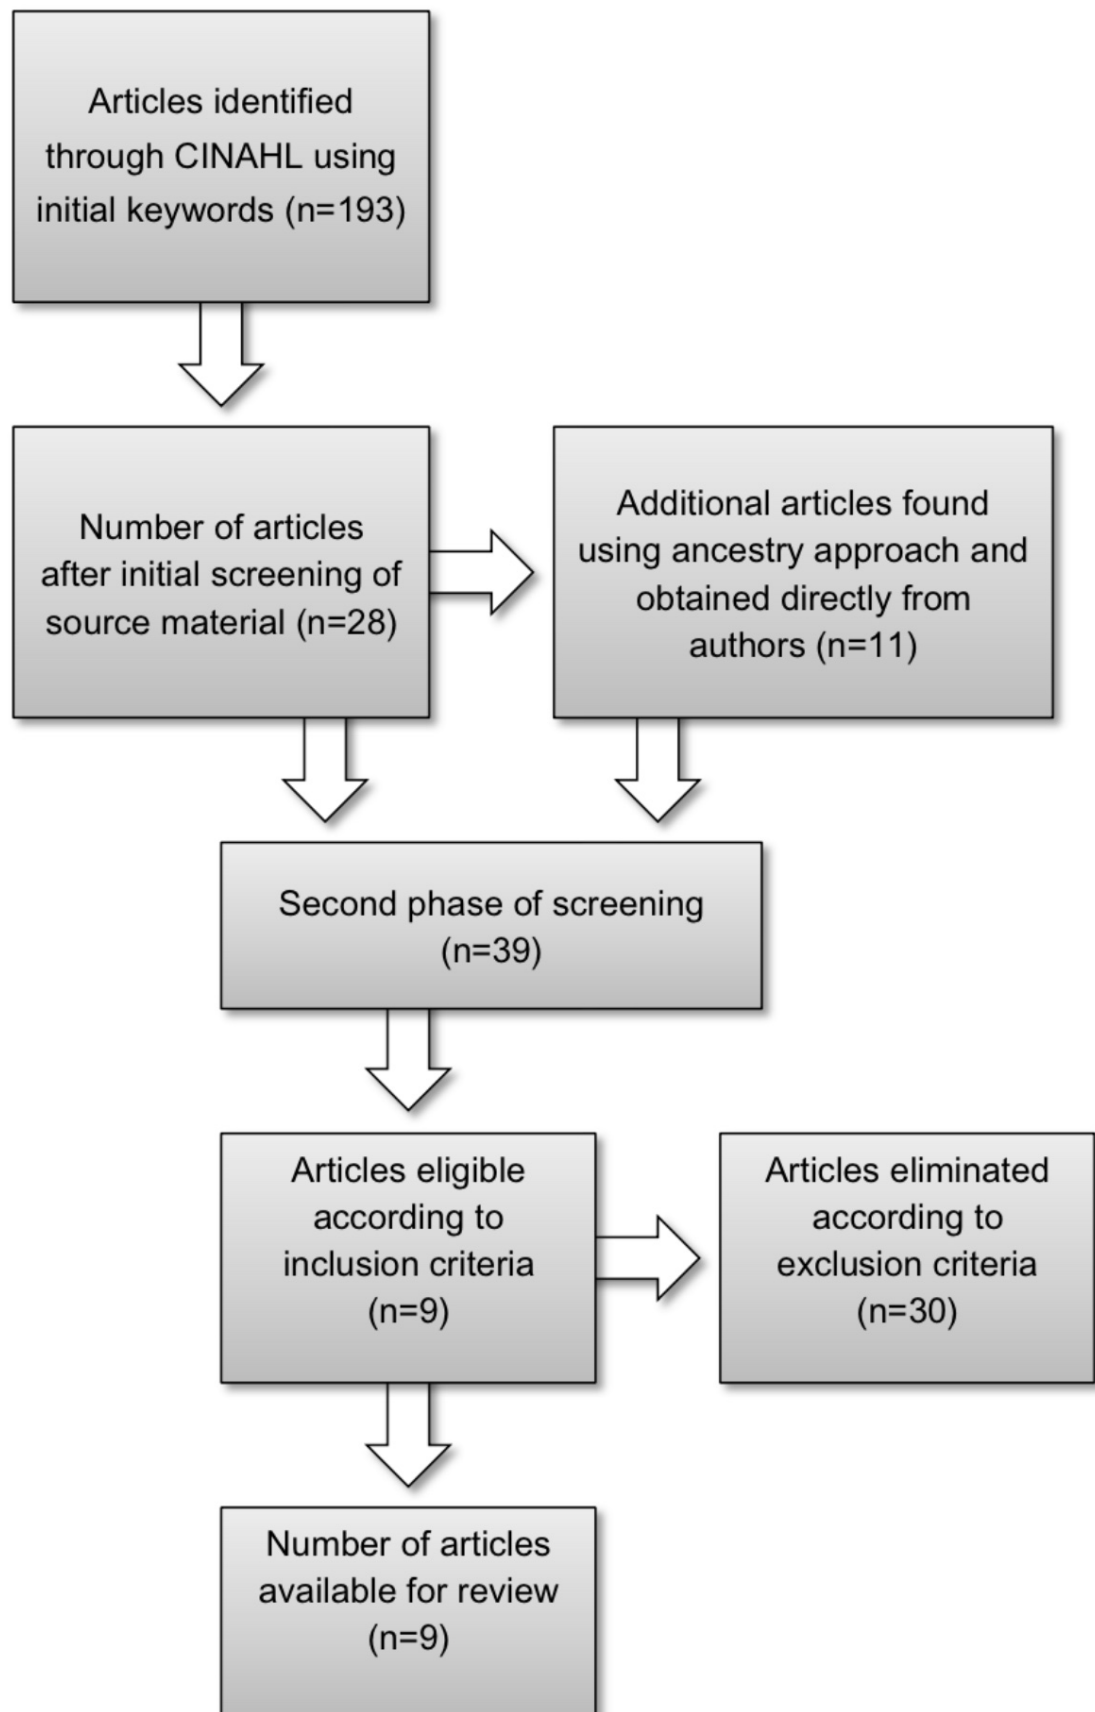 Articles identified
through CINAHL using
initial keywords (n=193)
Number of articles
after initial screening of
source material (n=28)
Additional articles found
using ancestry approach and
obtained directly from
authors (n=11)
Second phase of screening
(n=39)
Articles eligible
according to
inclusion criteria
(n=9)
Articles eliminated
according to
exclusion criteria
(n=30)
Number of articles
available for review
(n=9)